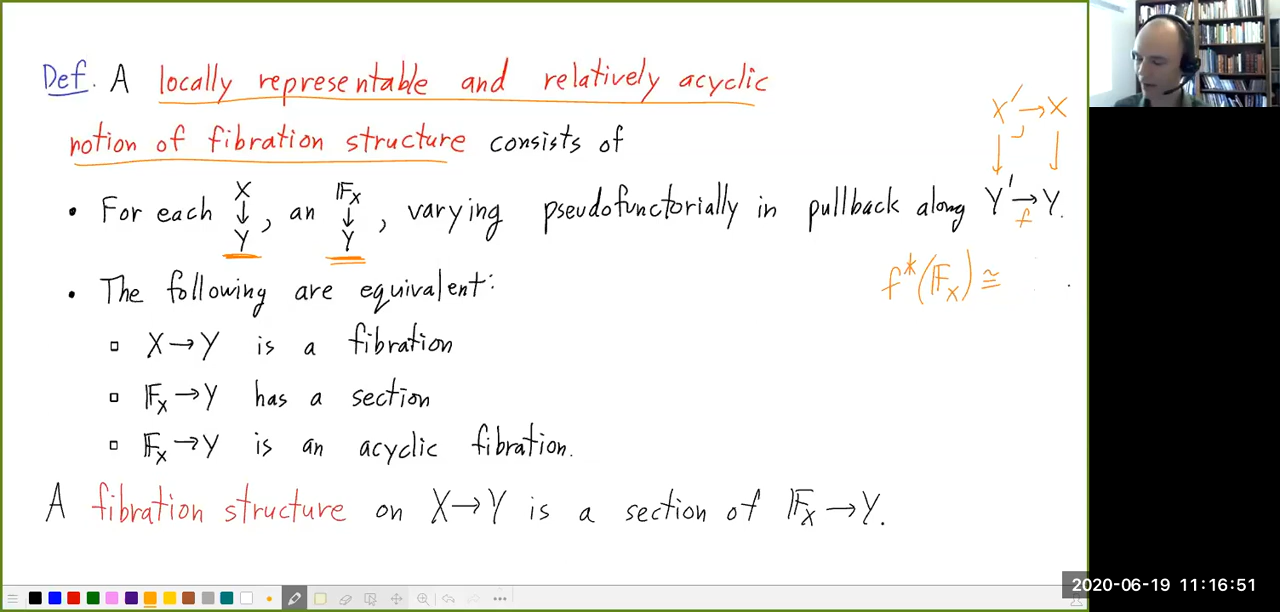 Def. A locally representable and relatively acyclic
notion of fibration structure consists of
X' → X
↓ ↓
Y' → Y.
f
• For each X ↓ Y, an 𝔽x ↓ Y, varying pseudofunctorially in pullback along Y' → Y.
f*(𝔽x) ≅
• The following are equivalent:
▫ X → Y is a fibration
▫ 𝔽x → Y has a section
▫ 𝔽x → Y is an acyclic fibration.
A fibration structure on X → Y is a section of 𝔽x → Y.
2020-06-19 11:16:51